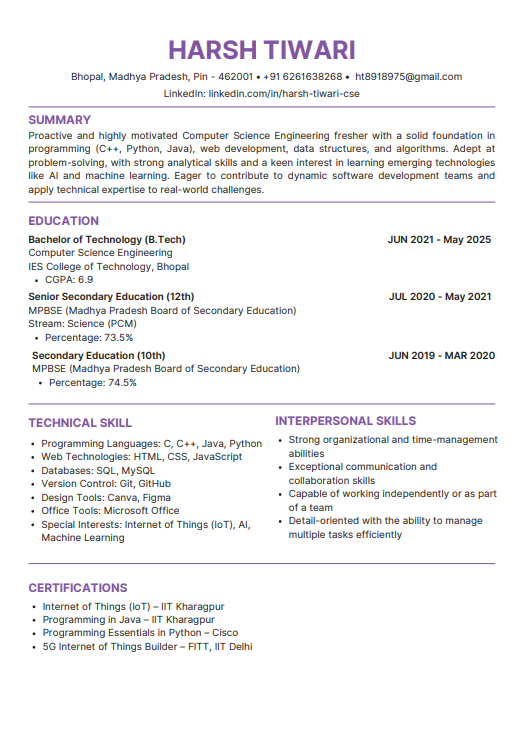 HARSH TIWARI
Bhopal, Madhya Pradesh, Pin - 462001 • +91 6261638268 • ht8918975@gmail.com
LinkedIn: linkedin.com/in/harsh-tiwari-cse
SUMMARY
Proactive and highly motivated Computer Science Engineering fresher with a solid foundation in
programming (C++, Python, Java), web development, data structures, and algorithms. Adept at
problem-solving, with strong analytical skills and a keen interest in learning emerging technologies
like AI and machine learning. Eager to contribute to dynamic software development teams and
apply technical expertise to real-world challenges.
EDUCATION
Bachelor of Technology (B.Tech) JUN 2021 - May 2025
Computer Science Engineering
IES College of Technology, Bhopal
• CGPA: 6.9
Senior Secondary Education (12th) JUL 2020 - May 2021
MPBSE (Madhya Pradesh Board of Secondary Education)
Stream: Science (PCM)
• Percentage: 73.5%
Secondary Education (10th) JUN 2019 - MAR 2020
MPBSE (Madhya Pradesh Board of Secondary Education)
• Percentage: 74.5%
TECHNICAL SKILL
• Programming Languages: C, C++, Java, Python
• Web Technologies: HTML, CSS, JavaScript
• Databases: SQL, MySQL
• Version Control: Git, GitHub
• Design Tools: Canva, Figma
• Office Tools: Microsoft Office
• Special Interests: Internet of Things (IoT), AI,
Machine Learning
INTERPERSONAL SKILLS
• Strong organizational and time-management
abilities
• Exceptional communication and
collaboration skills
• Capable of working independently or as part
of a team
• Detail-oriented with the ability to manage
multiple tasks efficiently
CERTIFICATIONS
• Internet of Things (IoT) – IIT Kharagpur
• Programming in Java – IIT Kharagpur
• Programming Essentials in Python – Cisco
• 5G Internet of Things Builder – FITT, IIT Delhi